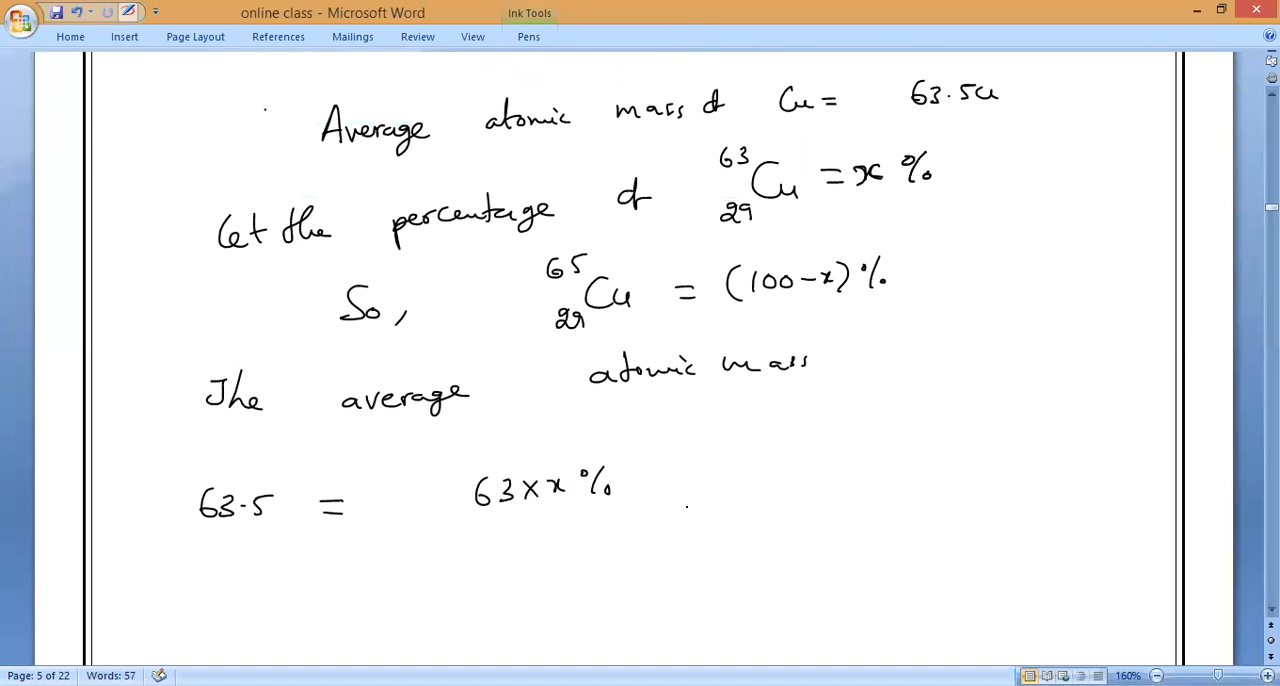 online class - Microsoft Word
Ink Tools
Home Insert Page Layout References Mailings Review View Pens
Average atomic mass of Cu = 63.5u
Let the percentage of ⁶³₂₉Cu = x %
So, ⁶⁵₂₉Cu = (100 - x) %
The average atomic mass
63.5 = 63 × x %
Page: 5 of 22 Words: 57 160%